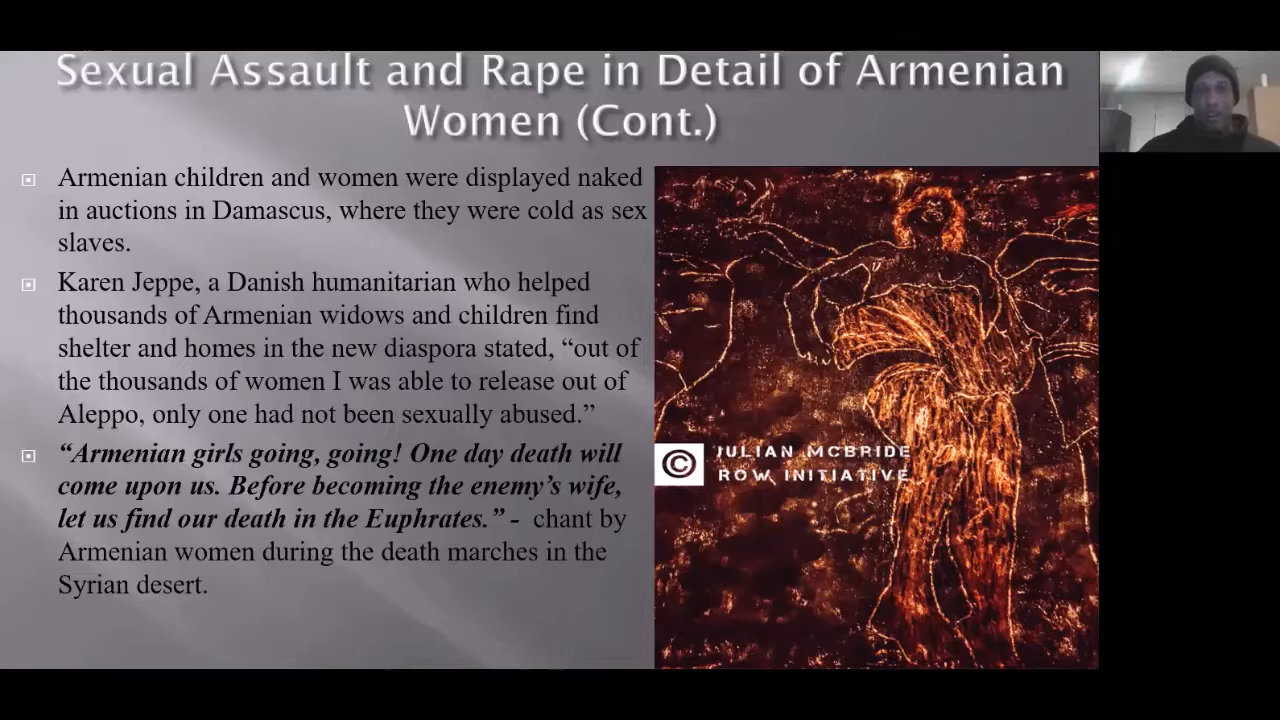 Sexual Assault and Rape in Detail of Armenian
Women (Cont.)
Armenian children and women were displayed naked
in auctions in Damascus, where they were cold as sex
slaves.
Karen Jeppe, a Danish humanitarian who helped
thousands of Armenian widows and children find
shelter and homes in the new diaspora stated, “out of
the thousands of women I was able to release out of
Aleppo, only one had not been sexually abused.”
“Armenian girls going, going! One day death will
come upon us. Before becoming the enemy’s wife,
let us find our death in the Euphrates.” - chant by
Armenian women during the death marches in the
Syrian desert.
© JULIAN MCBRIDE
ROW INITIATIVE